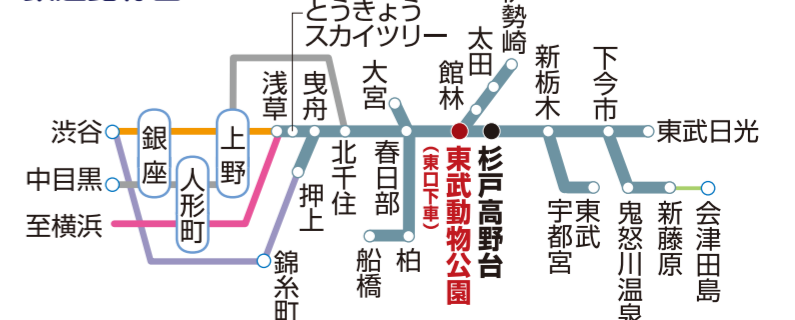 とうきょう
スカイツリー
渋谷
中目黒
至横浜
銀座
人形町
上野
浅草
曳舟
押上
錦糸町
北千住
大宮
春日部
船橋
柏
館林
太田
勢崎
東武動物公園
(東口下車)
杉戸高野台
新栃木
東武
宇都宮
下今市
鬼怒川温泉
新藤原
会津田島
東武日光